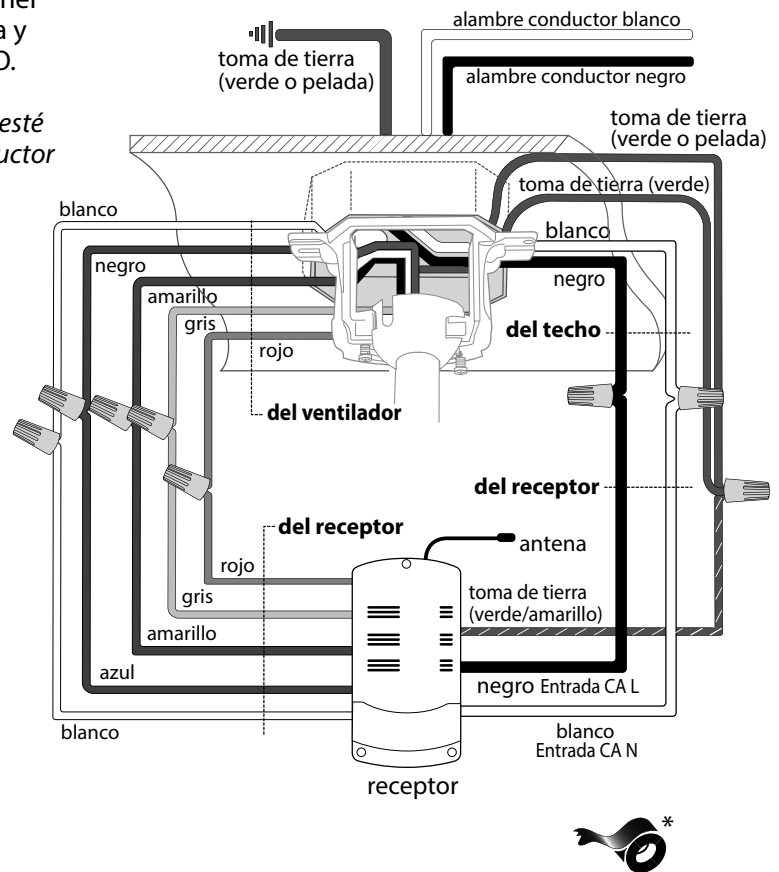 a y
O.
esté
uctor
alambre conductor blanco
toma de tierra
(verde o pelada)
alambre conductor negro
toma de tierra
(verde o pelada)
toma de tierra (verde)
blanco
blanco
negro
negro
amarillo
gris
rojo
del techo
del ventilador
del receptor
del receptor
antena
rojo
toma de tierra
(verde/amarillo)
gris
amarillo
azul
negro Entrada CA L
blanco
blanco
Entrada CA N
receptor
*